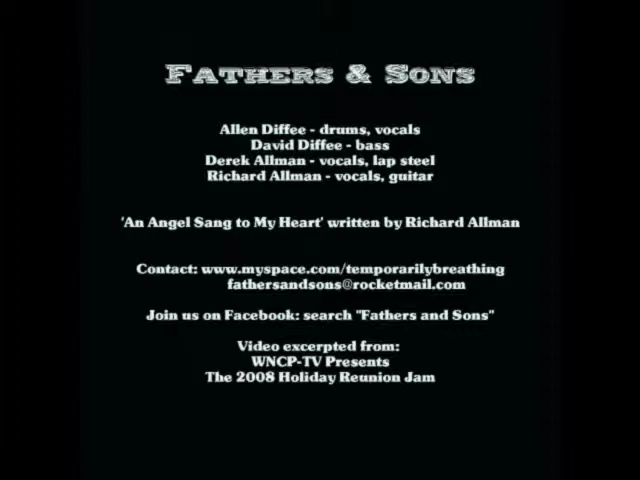 Fathers & Sons
Allen Diffee - drums, vocals
David Diffee - bass
Derek Allman - vocals, lap steel
Richard Allman - vocals, guitar
'An Angel Sang to My Heart' written by Richard Allman
Contact: www.myspace.com/temporarilybreathing
fathersandsons@rocketmail.com
Join us on Facebook: search "Fathers and Sons"
Video excerpted from:
WNCP-TV Presents
The 2008 Holiday Reunion Jam